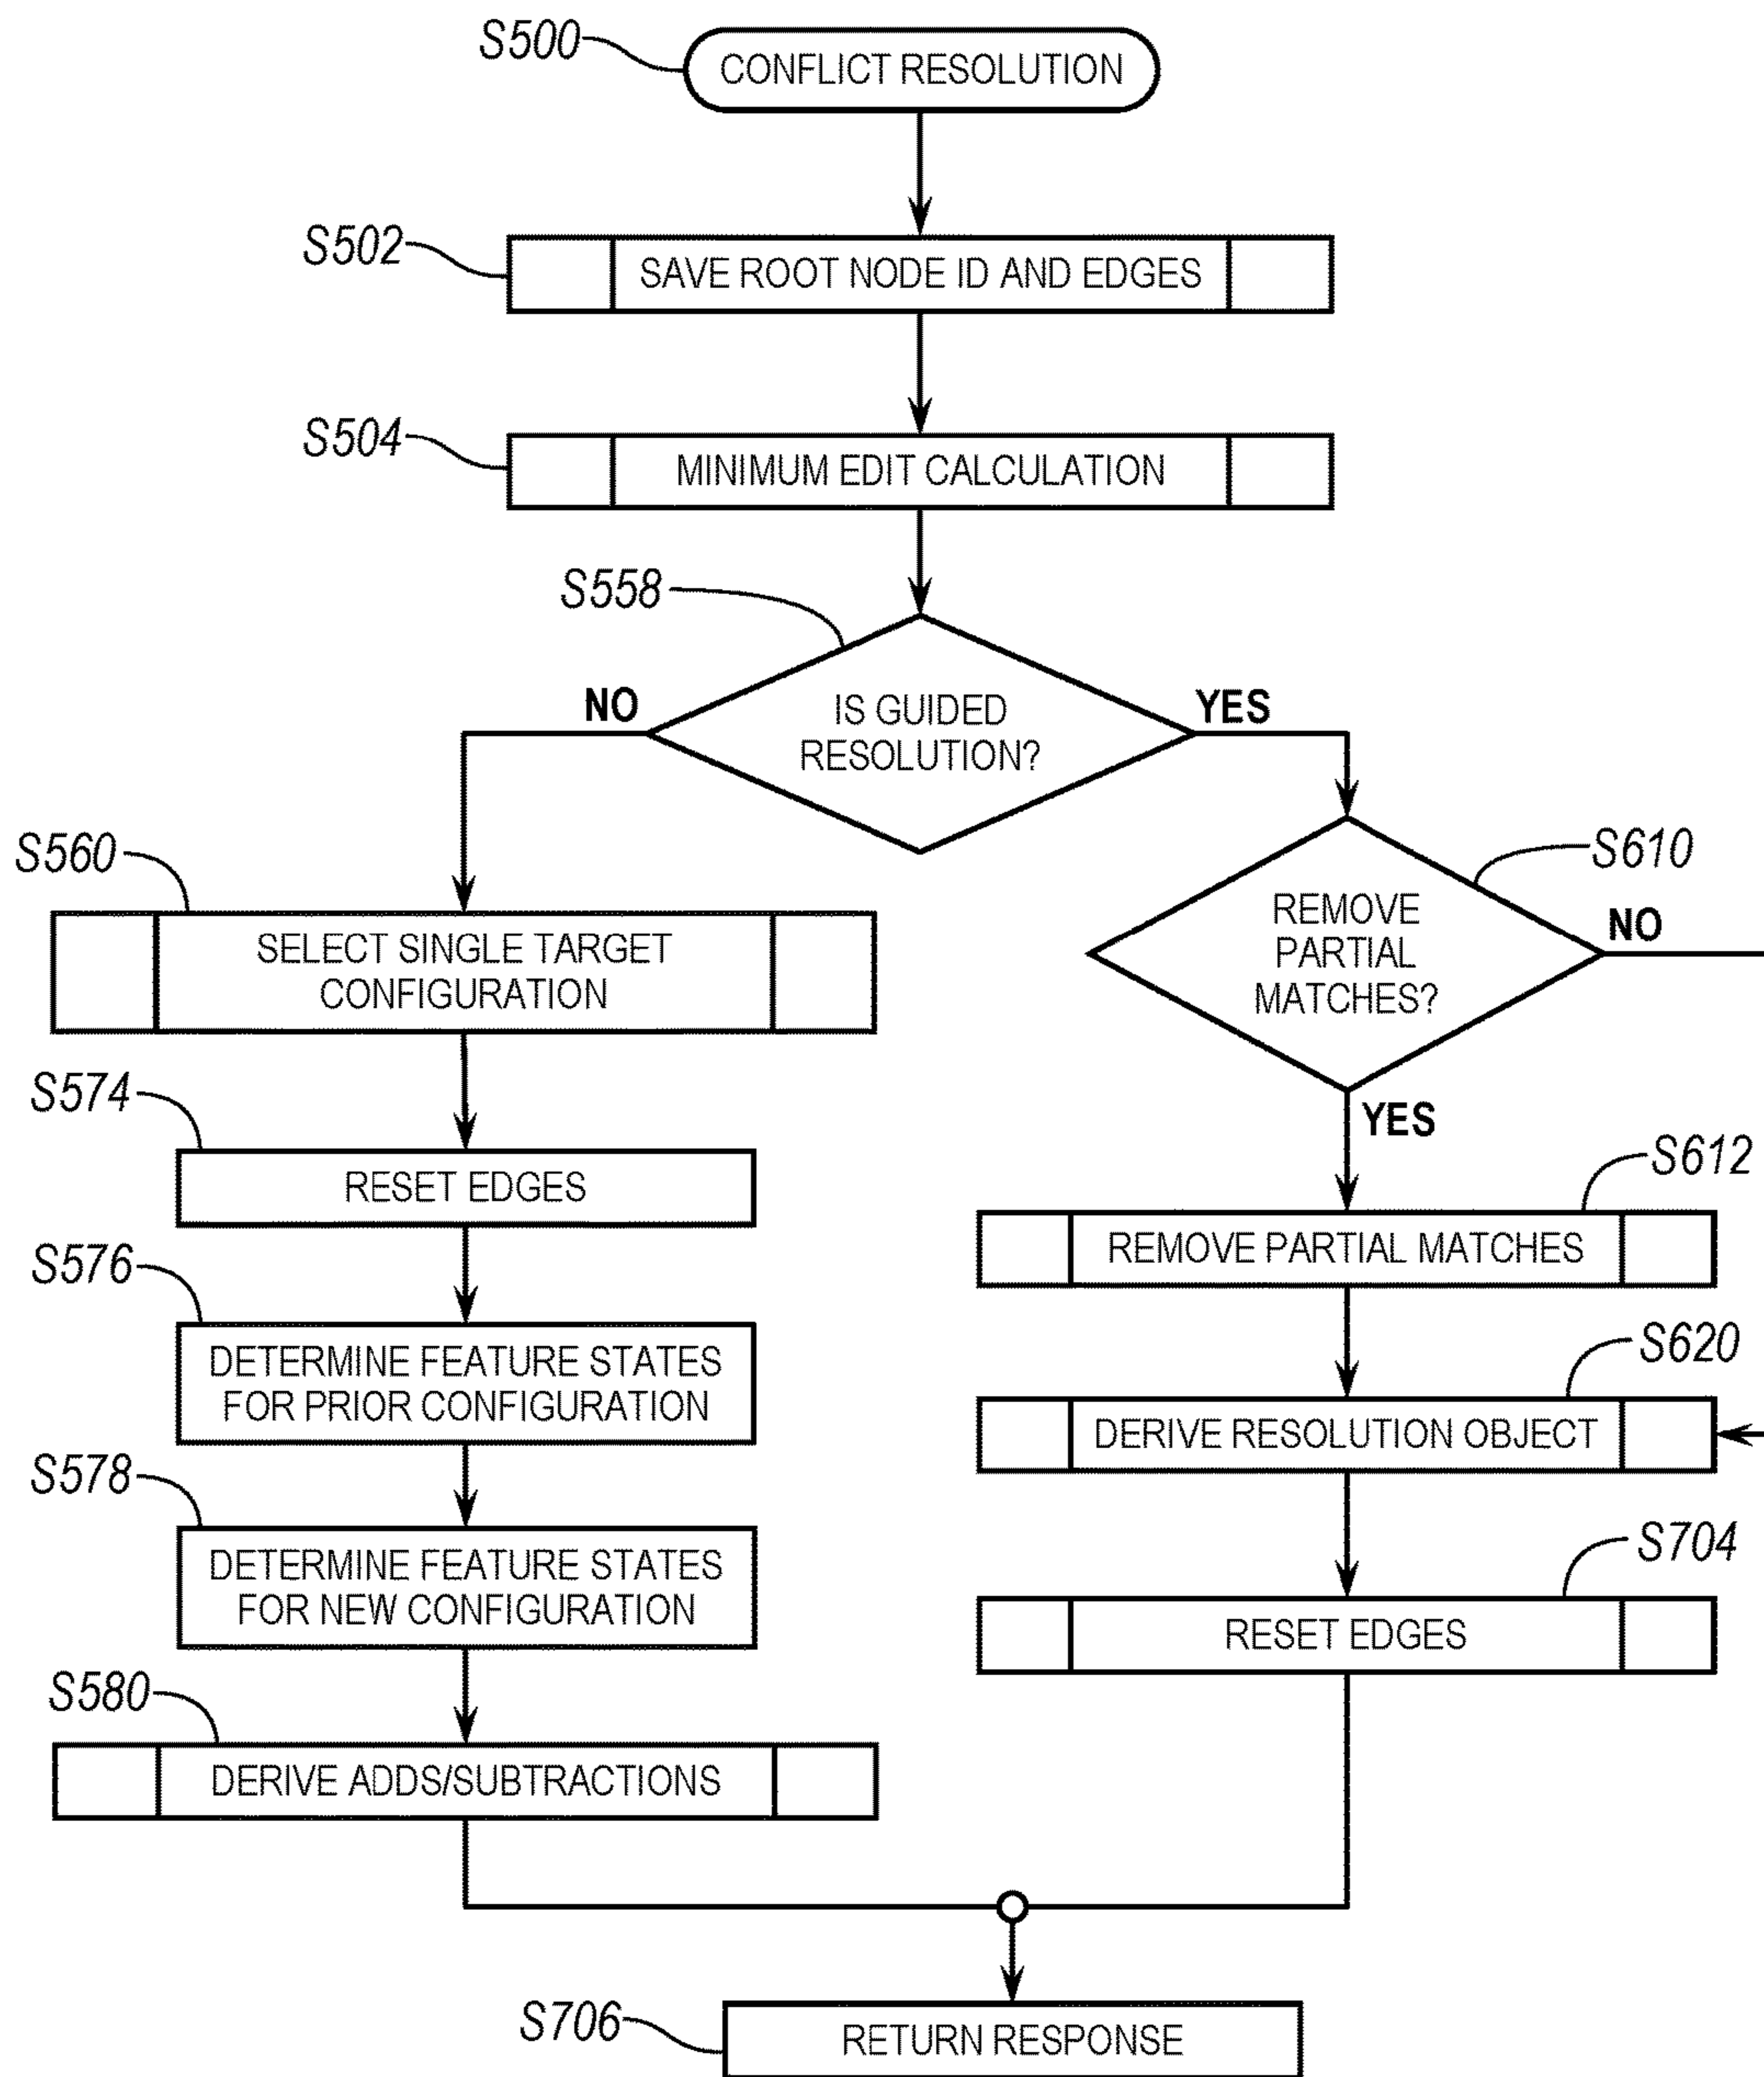 S500
CONFLICT RESOLUTION
S502
SAVE ROOT NODE ID AND EDGES
S504
MINIMUM EDIT CALCULATION
S558
NO
IS GUIDED
RESOLUTION?
YES
S560
SELECT SINGLE TARGET
CONFIGURATION
S574
RESET EDGES
S576
DETERMINE FEATURE STATES
FOR PRIOR CONFIGURATION
S578
DETERMINE FEATURE STATES
FOR NEW CONFIGURATION
S580
DERIVE ADDS/SUBTRACTIONS
S610
REMOVE
PARTIAL
MATCHES?
NO
YES
S612
REMOVE PARTIAL MATCHES
S620
DERIVE RESOLUTION OBJECT
S704
RESET EDGES
S706
RETURN RESPONSE